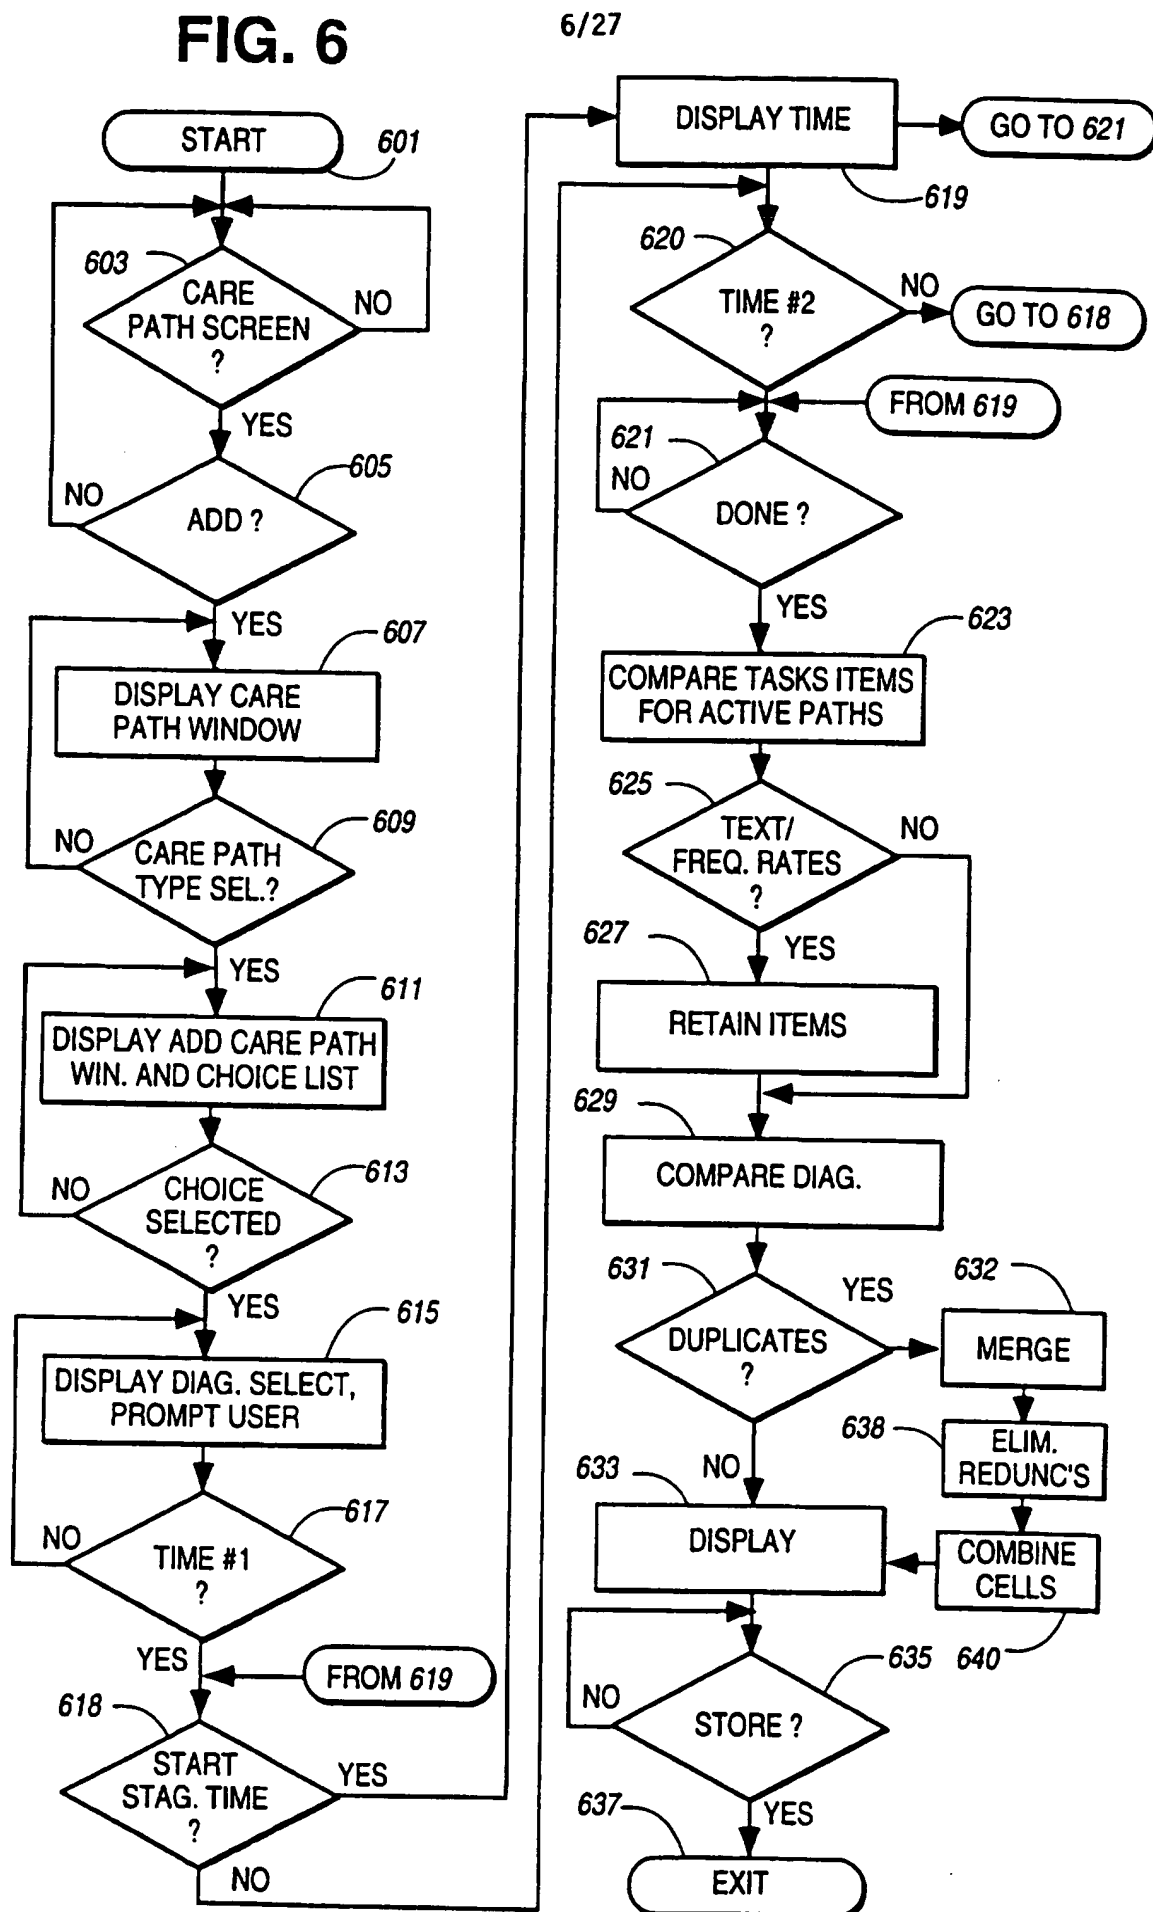 FIG. 6
6/27
START
601
603
CARE
PATH SCREEN
?
NO
YES
605
NO
ADD ?
YES
607
DISPLAY CARE
PATH WINDOW
609
NO
CARE PATH
TYPE SEL.?
YES
611
DISPLAY ADD CARE PATH
WIN. AND CHOICE LIST
613
NO
CHOICE
SELECTED
?
YES
615
DISPLAY DIAG. SELECT,
PROMPT USER
617
NO
TIME #1
?
YES
FROM 619
618
START
STAG. TIME
?
YES
NO
DISPLAY TIME
GO TO 621
619
620
TIME #2
?
NO
GO TO 618
FROM 619
621
NO
DONE ?
YES
623
COMPARE TASKS ITEMS
FOR ACTIVE PATHS
625
TEXT/
FREQ. RATES
?
NO
627
YES
RETAIN ITEMS
629
COMPARE DIAG.
631
YES
632
DUPLICATES
?
MERGE
638
ELIM.
REDUNC'S
NO
633
DISPLAY
COMBINE
CELLS
635
640
NO
STORE ?
637
YES
EXIT